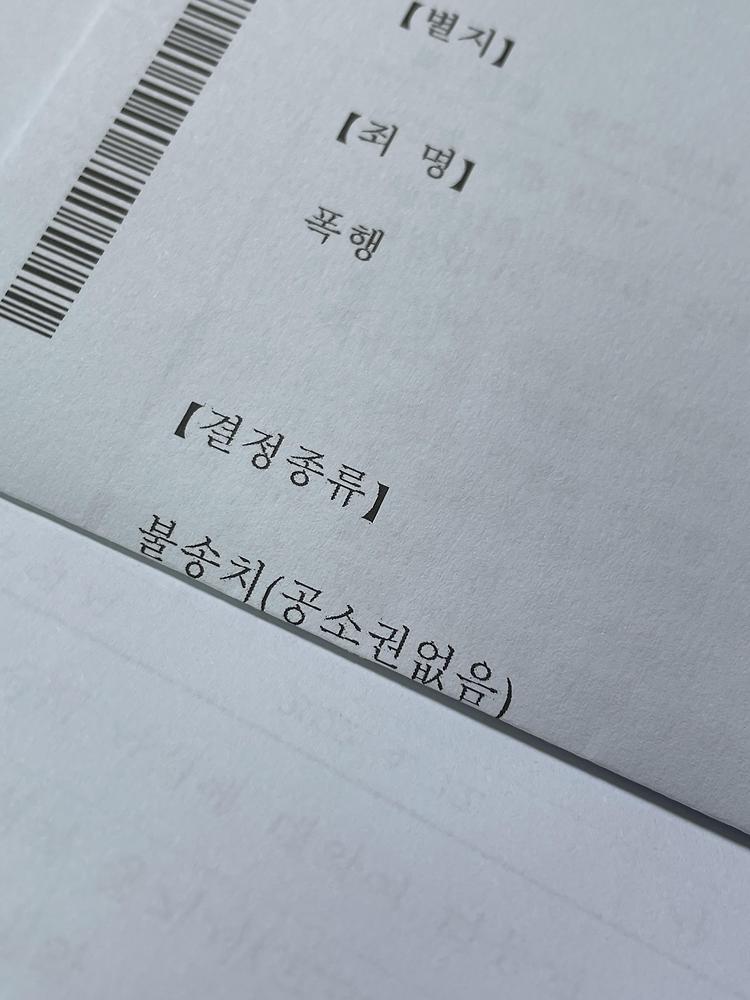 【별지】
【죄 명】
폭행
【결정종류】
불송치(공소권없음)